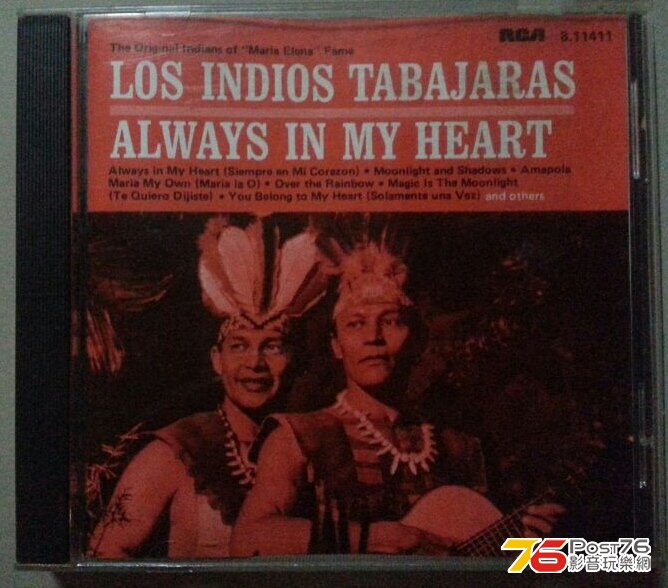 The Original Indians of "Maria Elena" Fame
RCA 8.11411
LOS INDIOS TABAJARAS
ALWAYS IN MY HEART
Always in My Heart (Siempre en Mi Corazon) • Moonlight and Shadows • Amapola
Maria My Own (Maria la O) • Over the Rainbow • Magic Is The Moonlight
(Te Quiero Dijiste) • You Belong to My Heart (Solamente una Vez) and others
76 Post76
影音玩樂網